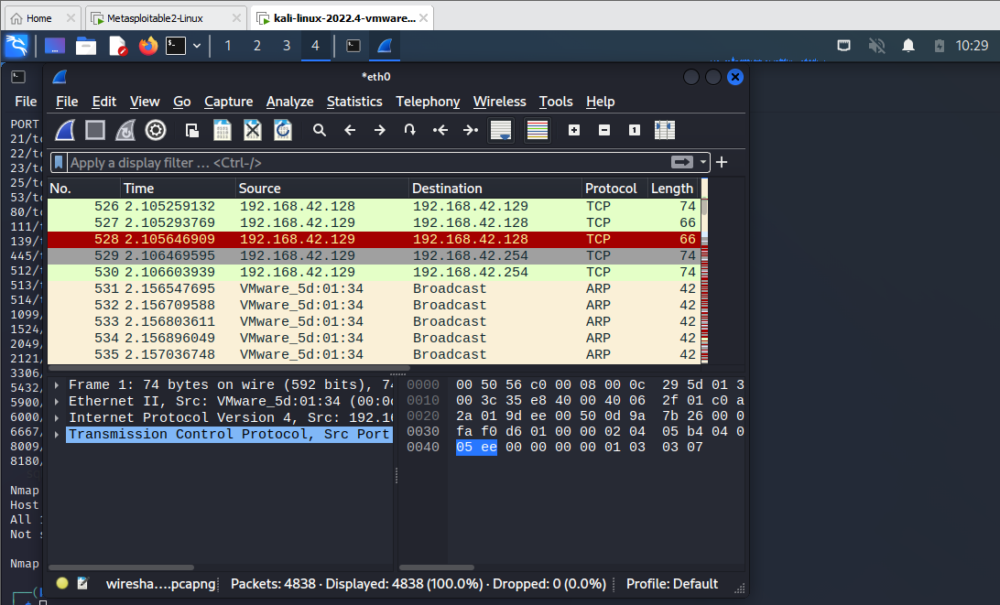 Home Metasploitable2-Linux kali-linux-2022.4-vmware...
1 2 3 4 10:29
*eth0
File
File Edit View Go Capture Analyze Statistics Telephony Wireless Tools Help
Apply a display filter … <Ctrl-/>
No. Time Source Destination Protocol Length
526 2.105259132 192.168.42.128 192.168.42.129 TCP 74
527 2.105293769 192.168.42.129 192.168.42.128 TCP 66
528 2.105646909 192.168.42.129 192.168.42.128 TCP 66
529 2.106469595 192.168.42.129 192.168.42.254 TCP 74
530 2.106603939 192.168.42.129 192.168.42.254 TCP 74
531 2.156547695 VMware_5d:01:34 Broadcast ARP 42
532 2.156709588 VMware_5d:01:34 Broadcast ARP 42
533 2.156803611 VMware_5d:01:34 Broadcast ARP 42
534 2.156896049 VMware_5d:01:34 Broadcast ARP 42
535 2.157036748 VMware_5d:01:34 Broadcast ARP 42
Frame 1: 74 bytes on wire (592 bits), 74
Ethernet II, Src: VMware_5d:01:34 (00:0c
Internet Protocol Version 4, Src: 192.16
Transmission Control Protocol, Src Port
0000 00 50 56 c0 00 08 00 0c 29 5d 01 3
0010 00 3c 35 e8 40 00 40 06 2f 01 c0 a
0020 2a 01 9d ee 00 50 0d 9a 7b 26 00 0
0030 fa f0 d6 01 00 00 02 04 05 b4 04 0
0040 05 ee 00 00 00 00 01 03 03 07
wiresha….pcapng Packets: 4838 · Displayed: 4838 (100.0%) · Dropped: 0 (0.0%) Profile: Default
PORT
21/tc
22/tc
23/tc
25/tc
53/tc
80/tc
111/
139/
445/
512/
513/
514/
1099/
1524/
2049/
2121/
3306/
5432/
5900/
6000/
6667/
8009/
8180/
Nmap
Host
All
Not
Nmap